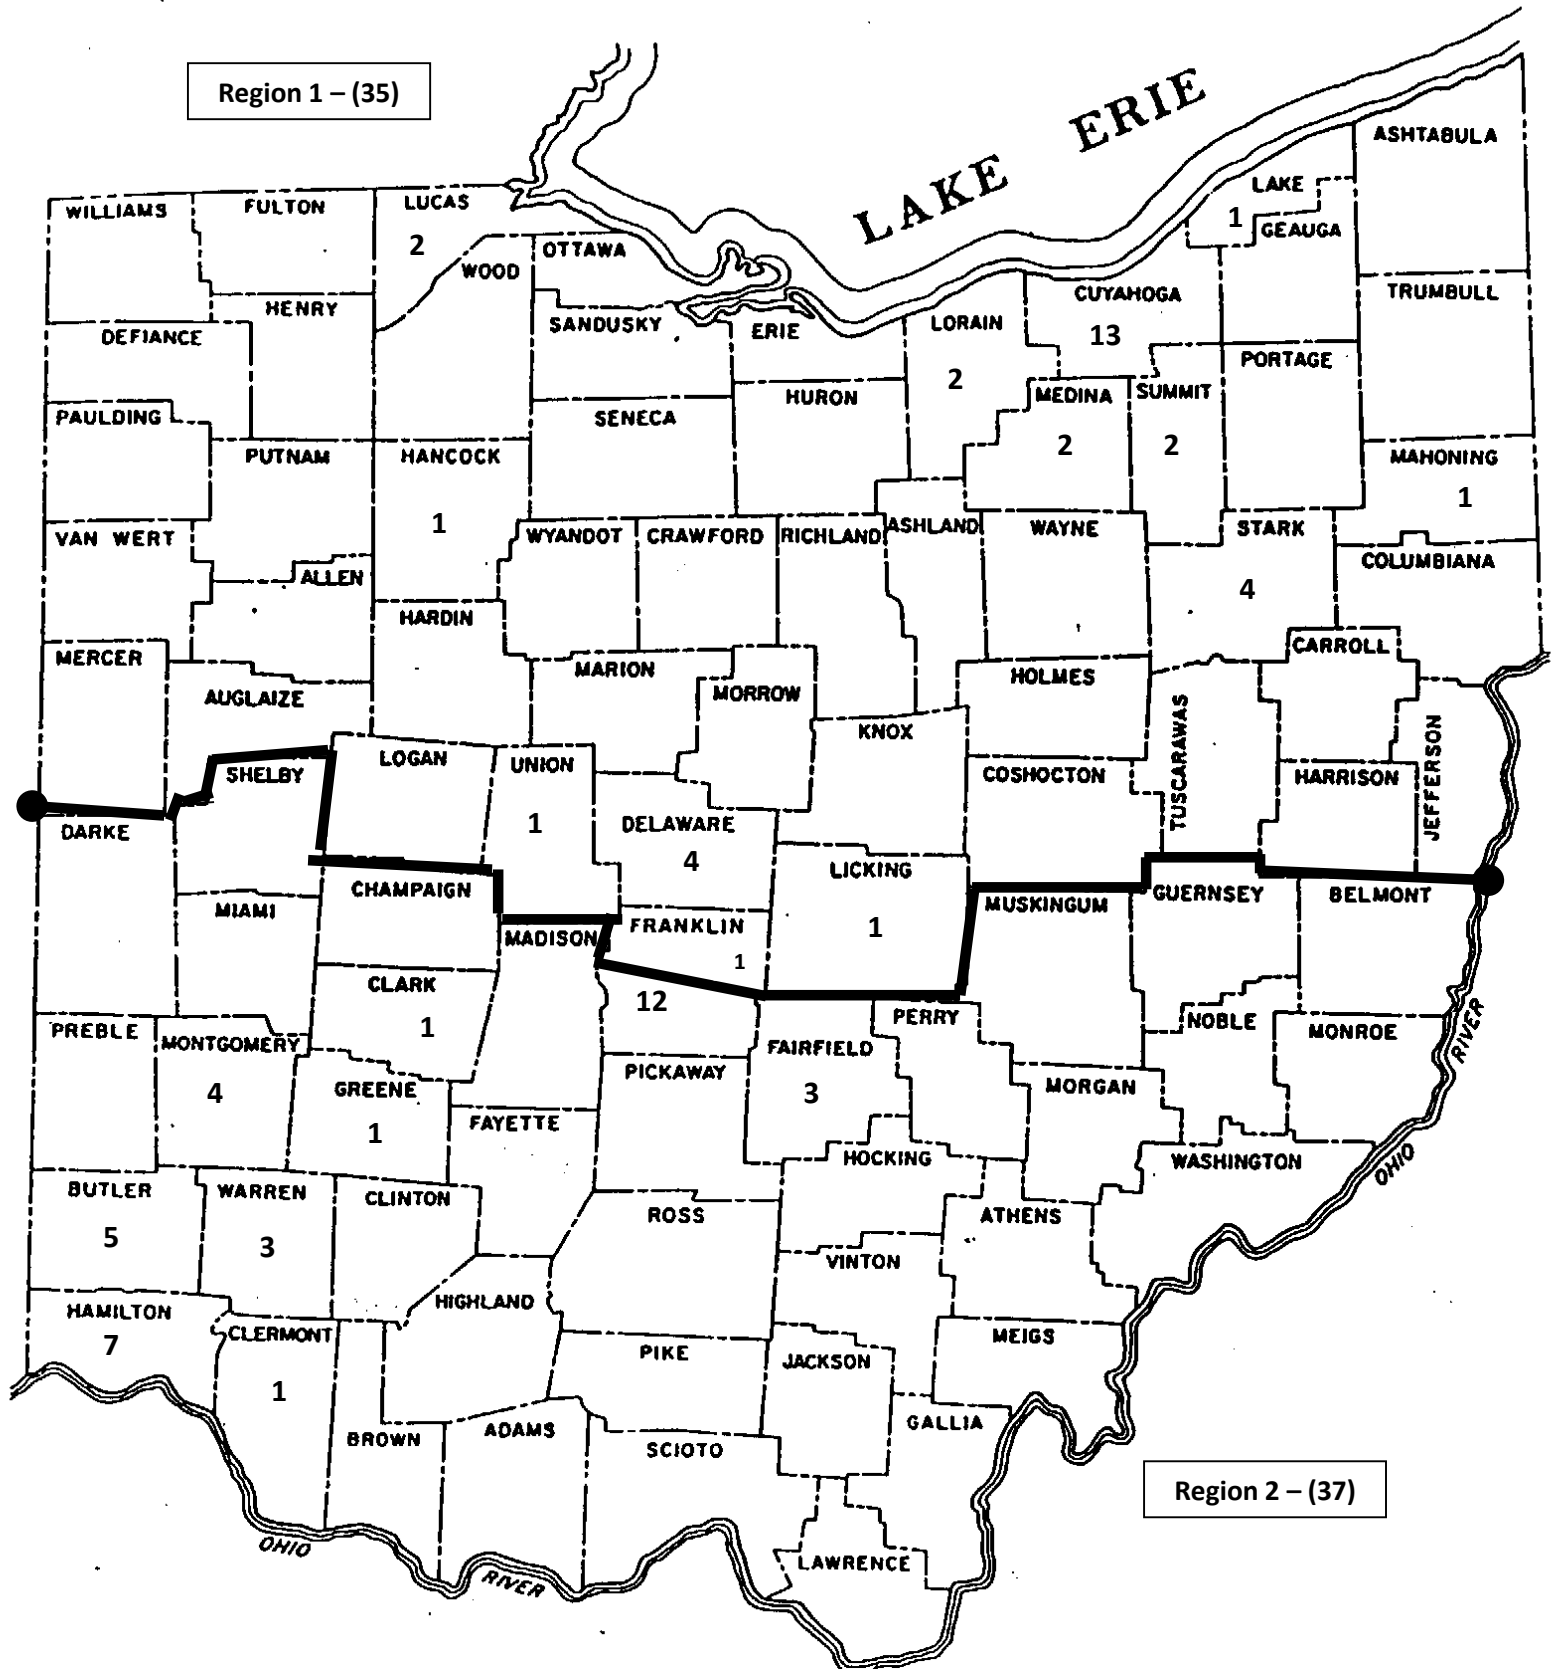 Region 1 – (35)
LAKE ERIE
ASHTABULA
LAKE
1
GEAUGA
WILLIAMS
FULTON
LUCAS
2
WOOD
OTTAWA
HENRY
DEFIANCE
SANDUSKY
ERIE
LORAIN
2
CUYAHOGA
13
TRUMBULL
PORTAGE
PAULDING
SENECA
HURON
MEDINA
2
SUMMIT
2
PUTNAM
HANCOCK
1
MAHONING
1
VAN WERT
ALLEN
WYANDOT
CRAWFORD
RICHLAND
ASHLAND
WAYNE
STARK
4
COLUMBIANA
HARDIN
MERCER
AUGLAIZE
MARION
MORROW
HOLMES
CARROLL
TUSCARAWAS
JEFFERSON
KNOX
SHELBY
LOGAN
UNION
1
COSHOCTON
HARRISON
DARKE
DELAWARE
4
LICKING
1
CHAMPAIGN
MIAMI
MADISON
FRANKLIN
1
12
MUSKINGUM
GUERNSEY
BELMONT
CLARK
1
PREBLE
MONTGOMERY
4
GREENE
1
PICKAWAY
FAIRFIELD
3
PERRY
NOBLE
MONROE
MORGAN
FAYETTE
HOCKING
WASHINGTON
OHIO
RIVER
BUTLER
5
WARREN
3
CLINTON
ROSS
ATHENS
VINTON
HAMILTON
7
CLERMONT
1
HIGHLAND
PIKE
JACKSON
MEIGS
GALLIA
BROWN
ADAMS
SCIOTO
LAWRENCE
OHIO
RIVER
Region 2 – (37)